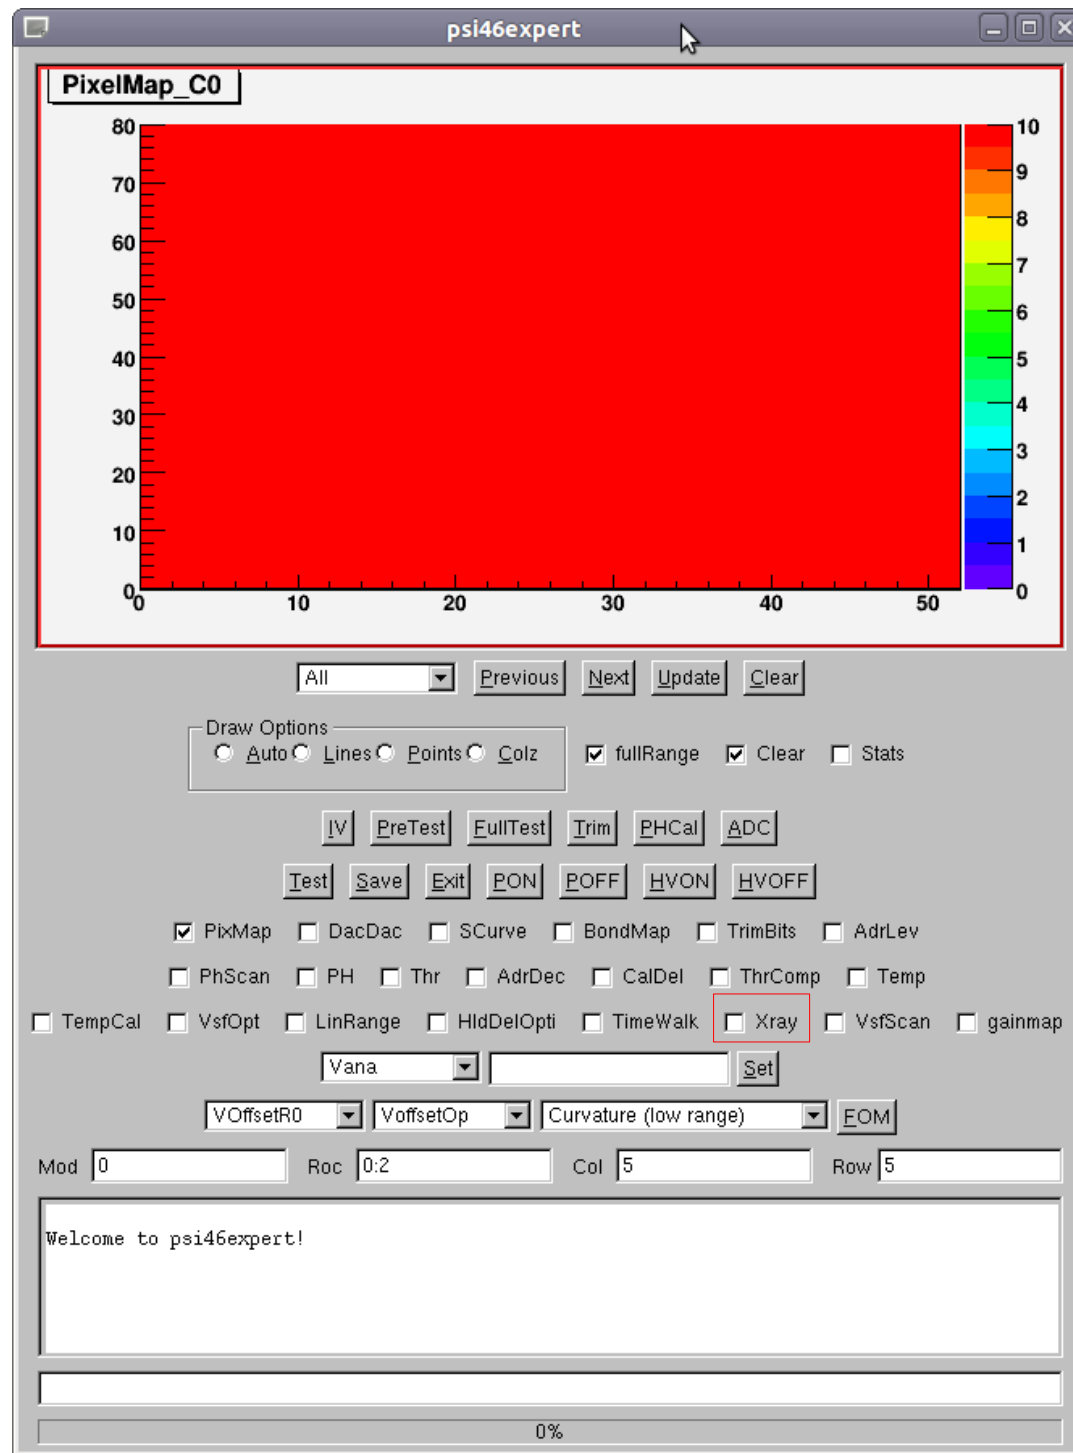 psi46expert
PixelMap_C0
80
70
60
50
40
30
20
10
0
0 10 20 30 40 50
10
9
8
7
6
5
4
3
2
1
0
All Previous Next Update Clear
Draw Options
Auto Lines Points Colz fullRange Clear Stats
IV PreTest FullTest Trim PHCal ADC
Test Save Exit PON POFF HVON HVOFF
PixMap DacDac SCurve BondMap TrimBits AdrLev
PhScan PH Thr AdrDec CalDel ThrComp Temp
TempCal VsfOpt LinRange HldDelOpti TimeWalk Xray VsfScan gainmap
Vana Set
VOffsetR0 VoffsetOp Curvature (low range) FOM
Mod 0 Roc 0:2 Col 5 Row 5
Welcome to psi46expert!
0%